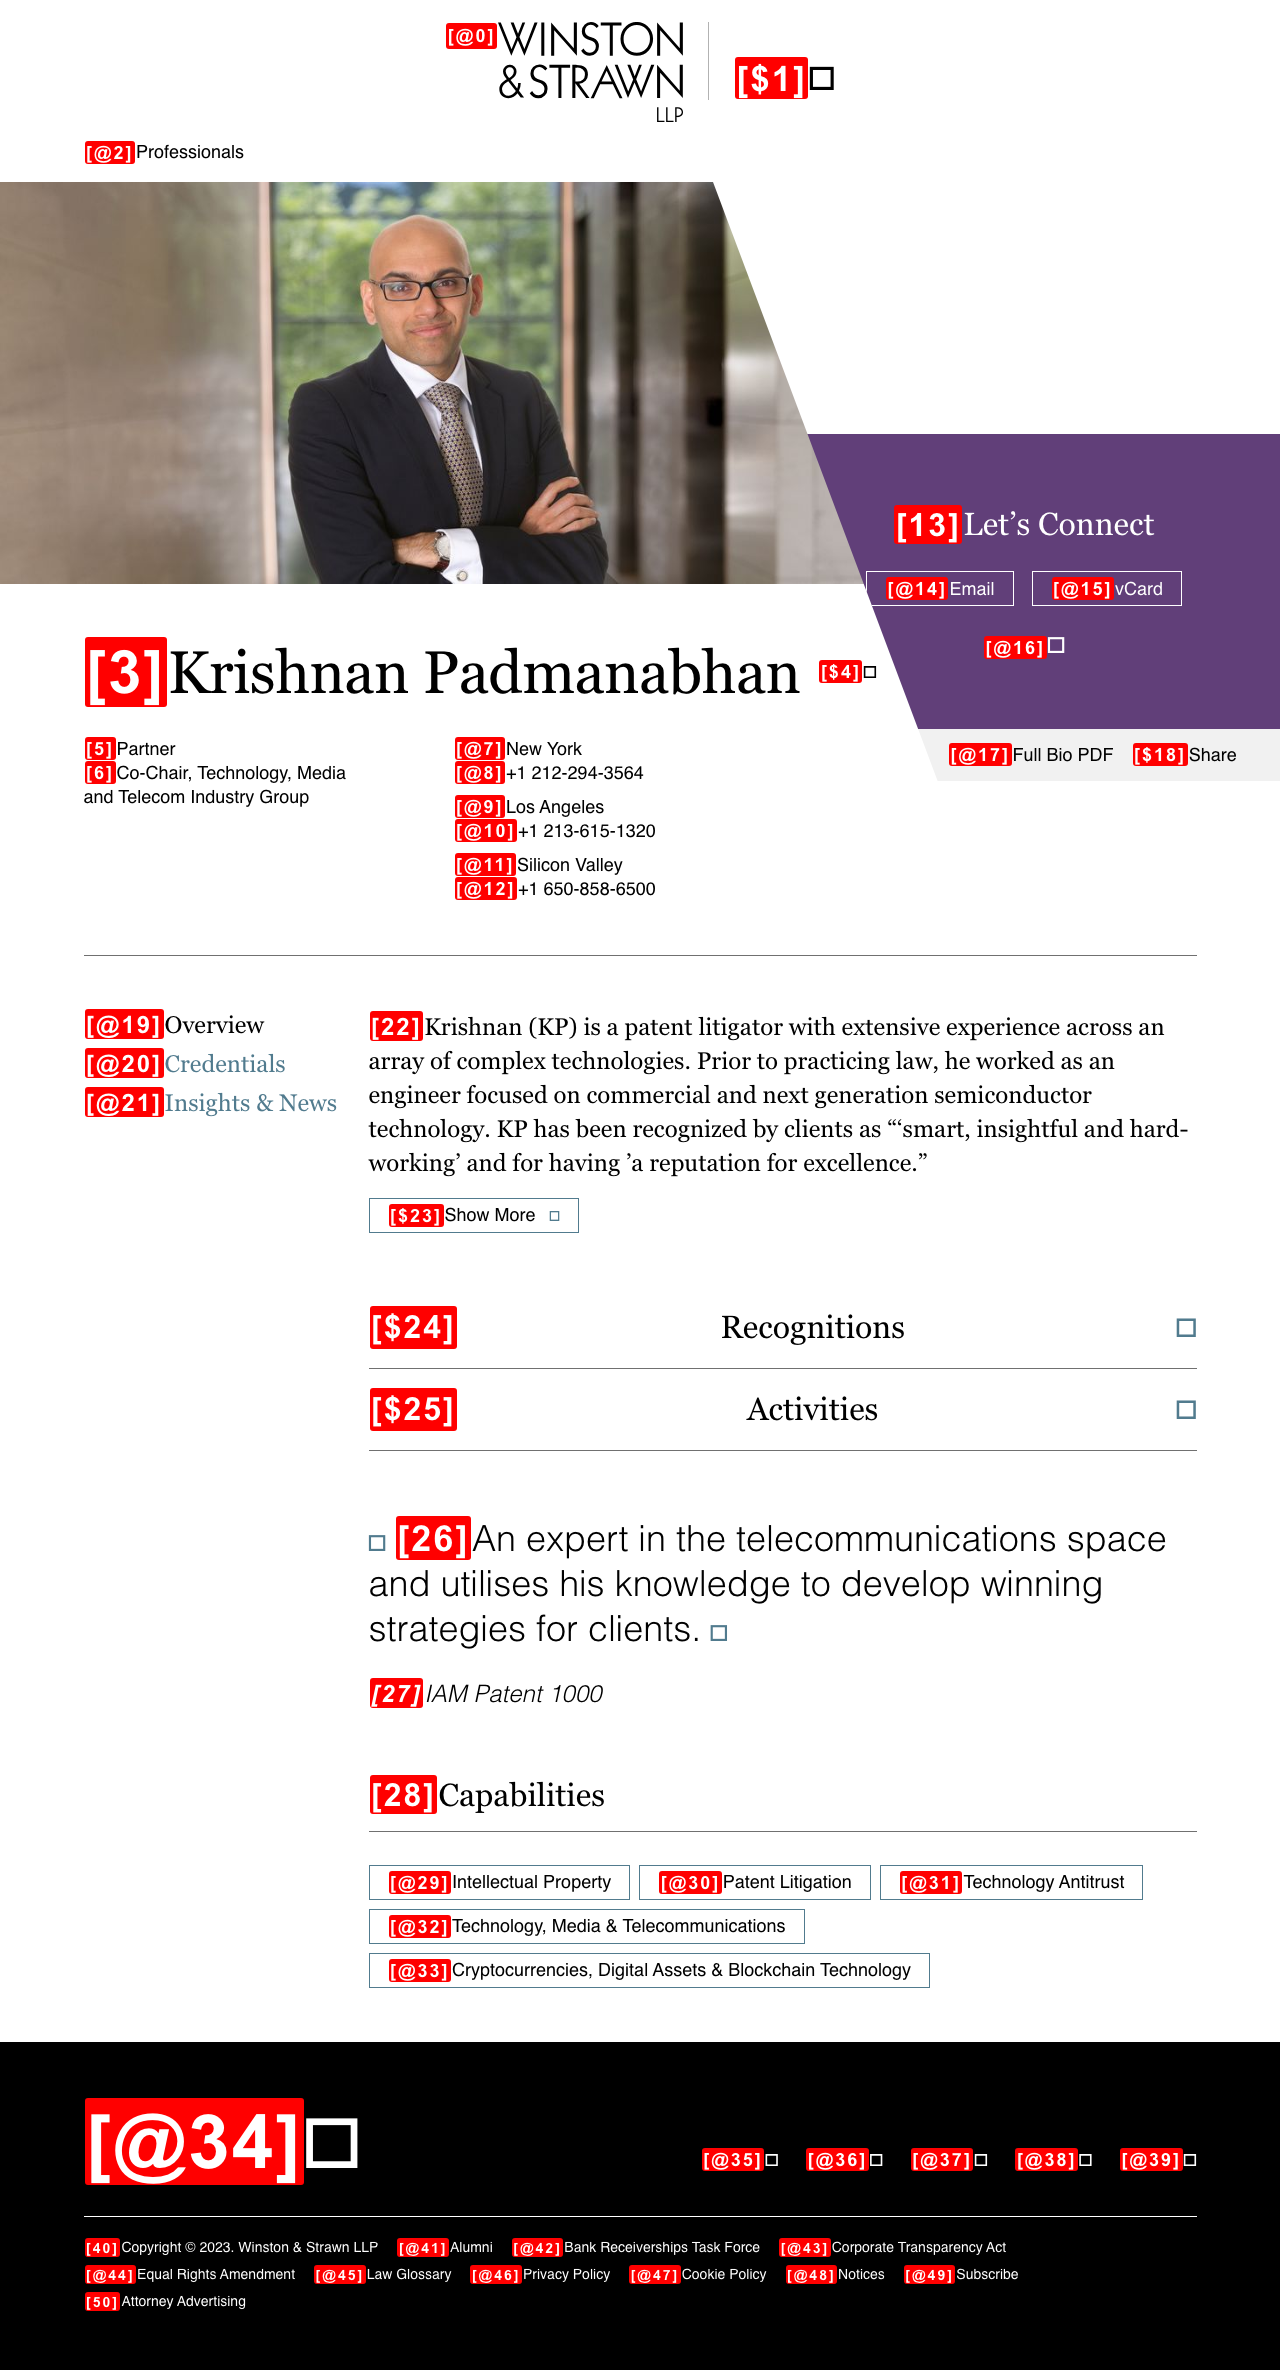 [@0] WINSTON
& STRAWN
LLP
[$1]
[@2] Professionals
[13] Let’s Connect
[@14] Email
[@15] vCard
[@16]
[3] Krishnan Padmanabhan
[$4]
[5] Partner
[6] Co-Chair, Technology, Media
and Telecom Industry Group
[@7] New York
[@8] +1 212-294-3564
[@9] Los Angeles
[@10] +1 213-615-1320
[@11] Silicon Valley
[@12] +1 650-858-6500
[@17] Full Bio PDF
[$18] Share
[@19] Overview
[@20] Credentials
[@21] Insights & News
[22] Krishnan (KP) is a patent litigator with extensive experience across an
array of complex technologies. Prior to practicing law, he worked as an
engineer focused on commercial and next generation semiconductor
technology. KP has been recognized by clients as “‘smart, insightful and hard-
working’ and for having ’a reputation for excellence.”
[$23] Show More
[$24] Recognitions
[$25] Activities
[26] An expert in the telecommunications space
and utilises his knowledge to develop winning
strategies for clients.
[27] IAM Patent 1000
[28] Capabilities
[@29] Intellectual Property
[@30] Patent Litigation
[@31] Technology Antitrust
[@32] Technology, Media & Telecommunications
[@33] Cryptocurrencies, Digital Assets & Blockchain Technology
[@34]
[@35] [@36] [@37] [@38] [@39]
[40] Copyright © 2023. Winston & Strawn LLP [@41] Alumni [@42] Bank Receiverships Task Force [@43] Corporate Transparency Act
[@44] Equal Rights Amendment [@45] Law Glossary [@46] Privacy Policy [@47] Cookie Policy [@48] Notices [@49] Subscribe
[50] Attorney Advertising